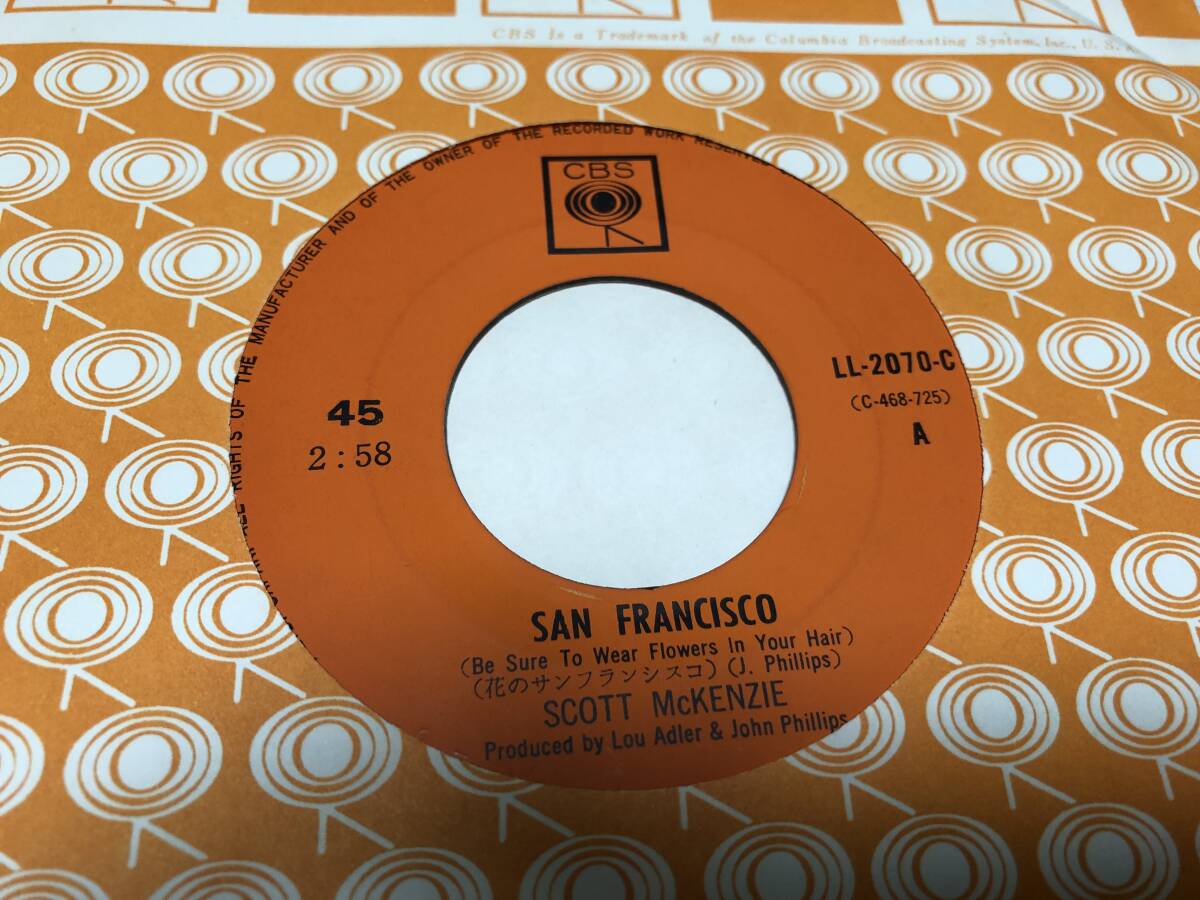 CBS Is a Trademark of the Columbia Broadcasting System, Inc., U. S. A
ALL RIGHTS OF THE MANUFACTURER AND OF THE OWNER OF THE RECORDED WORK RESERVED
CBS
LL-2070-C
(C-468-725)
A
45
2:58
SAN FRANCISCO
(Be Sure To Wear Flowers In Your Hair)
(花のサンフランシスコ) (J. Phillips)
SCOTT McKENZIE
Produced by Lou Adler & John Phillips